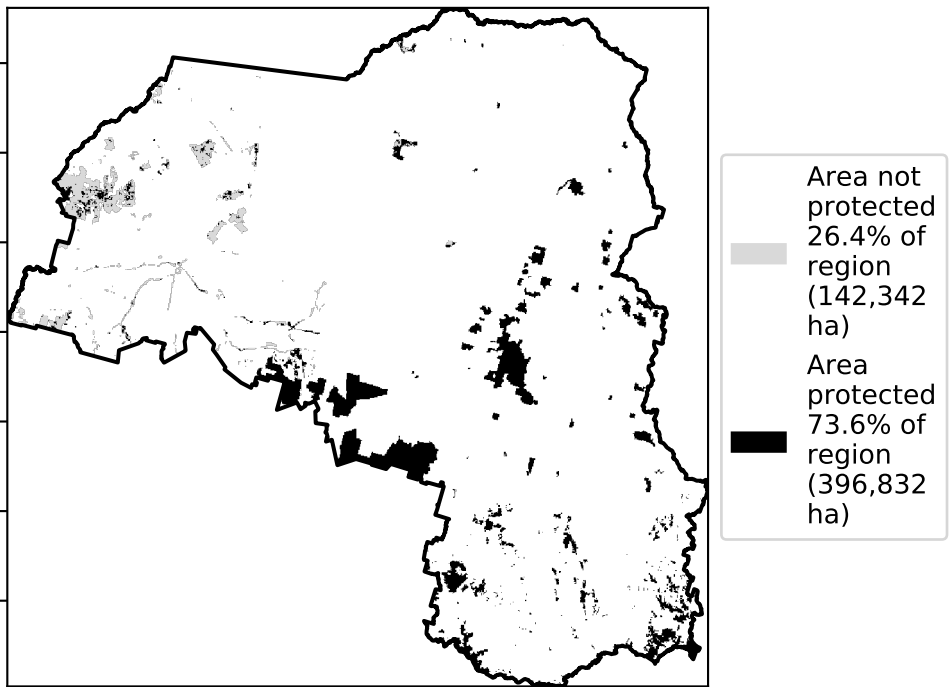 Area not
protected
26.4% of
region
(142,342
ha)
Area
protected
73.6% of
region
(396,832
ha)